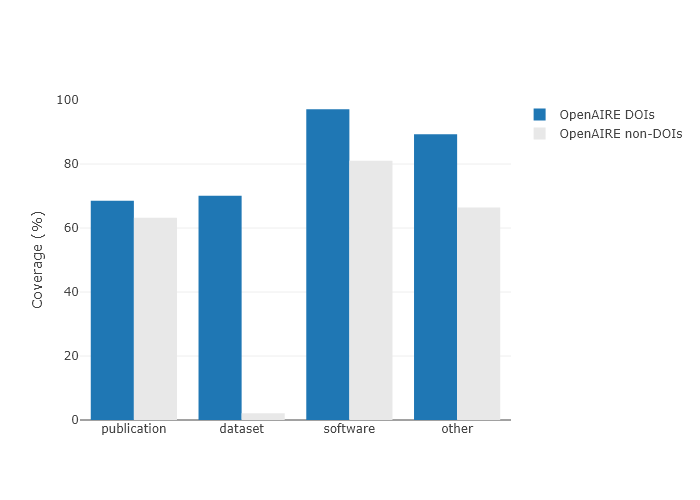 100
80
60
40
20
0
Coverage (%)
publication
dataset
software
other
OpenAIRE DOIs
OpenAIRE non-DOIs